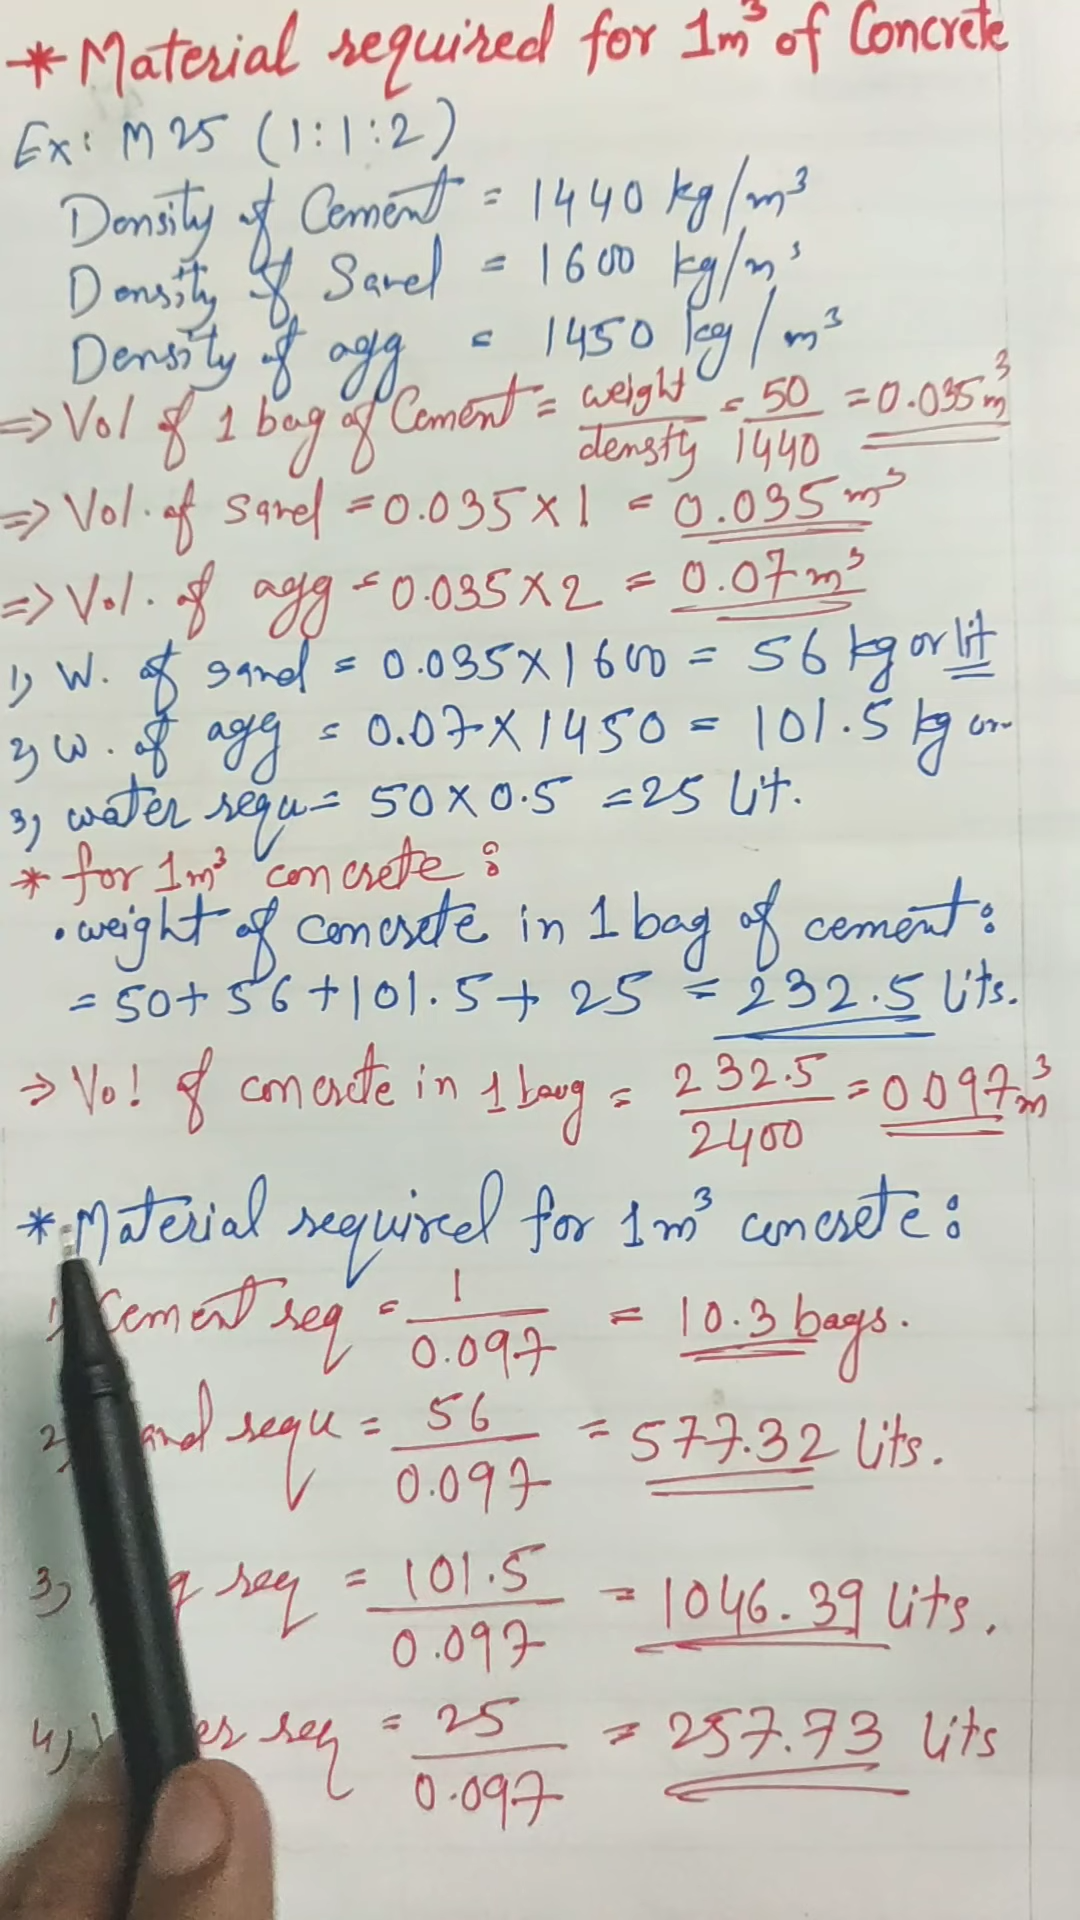 * Material required for 1m³ of Concrete
Ex: M25 (1:1:2)
Density of Cement = 1440 kg/m³
Density of Sand = 1600 kg/m³
Density of agg = 1450 kg/m³
=> Vol of 1 bag of Cement = weight/density = 50/1440 = 0.035m³
=> Vol. of sand = 0.035 × 1 = 0.035 m³
=> Vol. of agg = 0.035 × 2 = 0.07m³
1) W. of sand = 0.035×1600 = 56 kg or lit
2) W. of agg = 0.07×1450 = 101.5 kg or
3) water requ = 50×0.5 = 25 Lit.
* for 1m³ concrete :
. weight of concrete in 1 bag of cement :
= 50 + 56 + 101.5 + 25 = 232.5 Lits.
=> Vol of concrete in 1 bag = 232.5/2400 = 0.097m³
* Material required for 1m³ concrete :
1) Cement req = 1/0.097 = 10.3 bags.
2) and requ = 56/0.097 = 577.32 Lits.
3) g req = 101.5/0.097 = 1046.39 Lits.
4) er req = 25/0.097 = 257.73 Lits